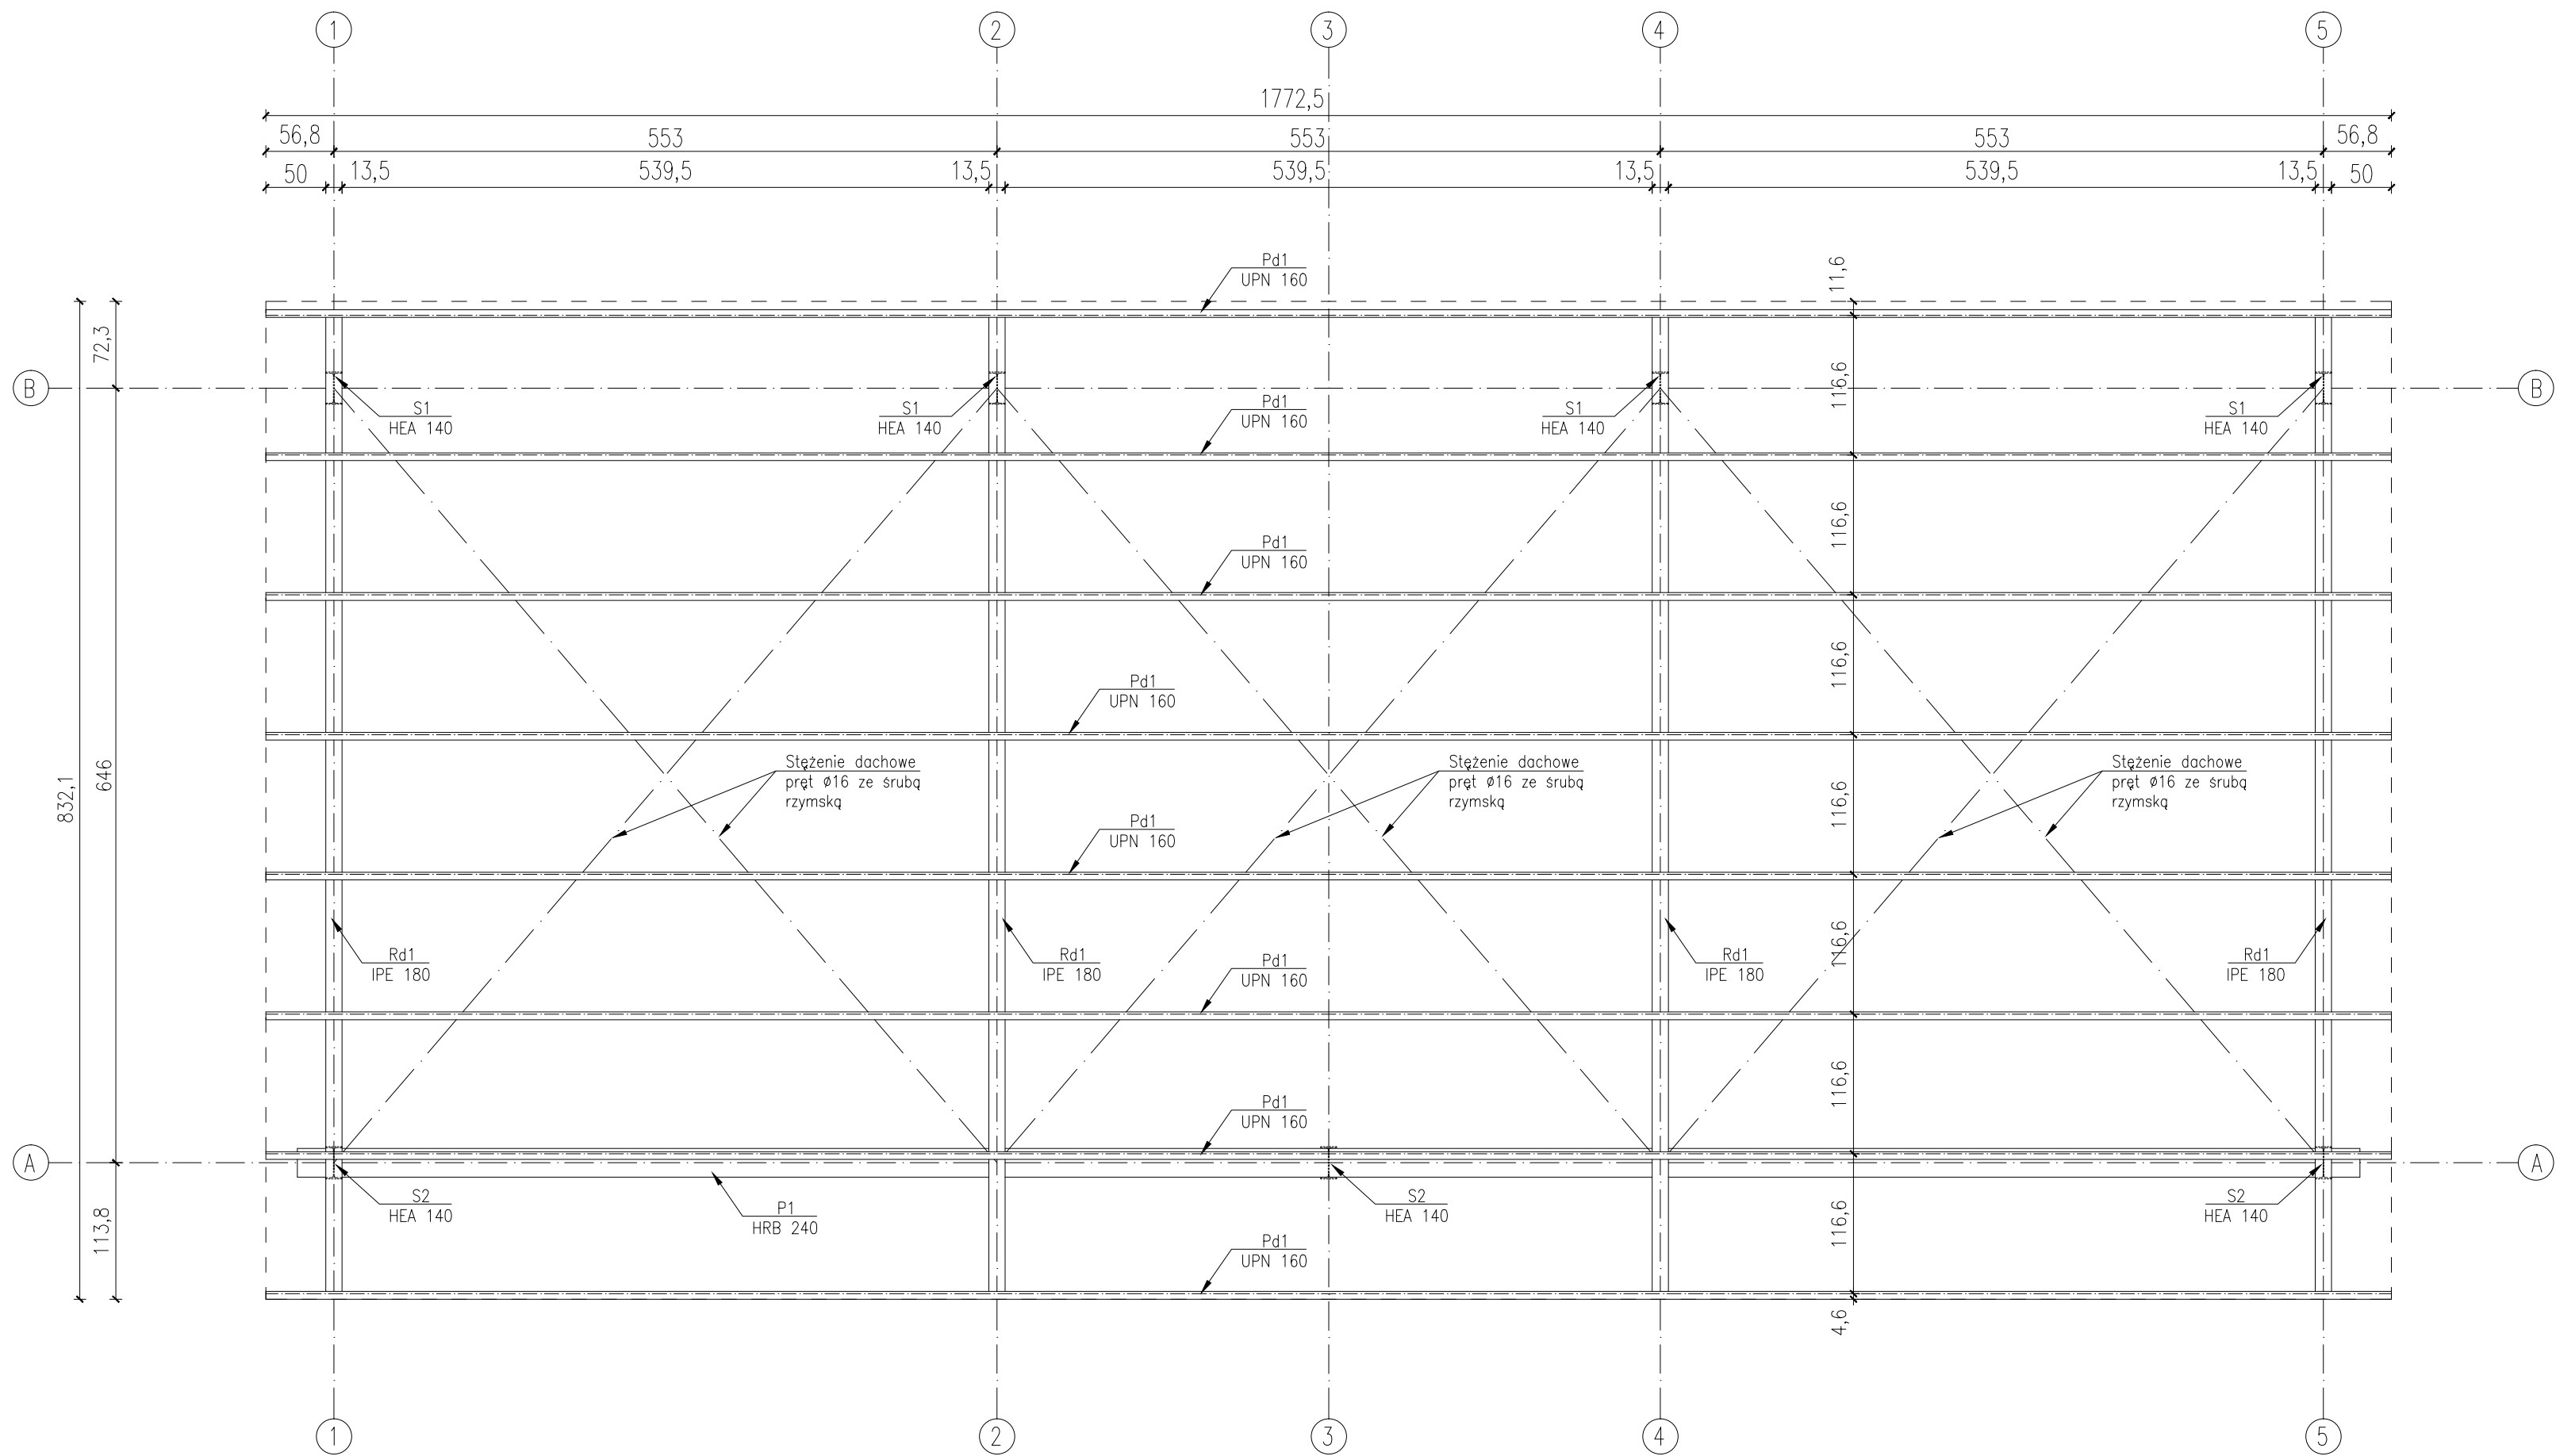 1 2 3 4 5
1772,5
56,8 553 553 553 56,8
50 13,5 539,5 13,5 539,5 13,5 539,5 13,5 50
11,6
Pd1
UPN 160
72,3
116,6
B B
S1
HEA 140
S1
HEA 140
Pd1
UPN 160
S1
HEA 140
S1
HEA 140
116,6
Pd1
UPN 160
116,6
Pd1
UPN 160
832,1
646
Stężenie dachowe
pręt ø16 ze śrubą
rzymską
Stężenie dachowe
pręt ø16 ze śrubą
rzymską
Stężenie dachowe
pręt ø16 ze śrubą
rzymską
116,6
Pd1
UPN 160
116,6
Rd1
IPE 180
Rd1
IPE 180
Pd1
UPN 160
Rd1
IPE 180
Rd1
IPE 180
116,6
Pd1
UPN 160
A A
S2
HEA 140
P1
HRB 240
S2
HEA 140
S2
HEA 140
113,8
116,6
Pd1
UPN 160
4,6
1 2 3 4 5